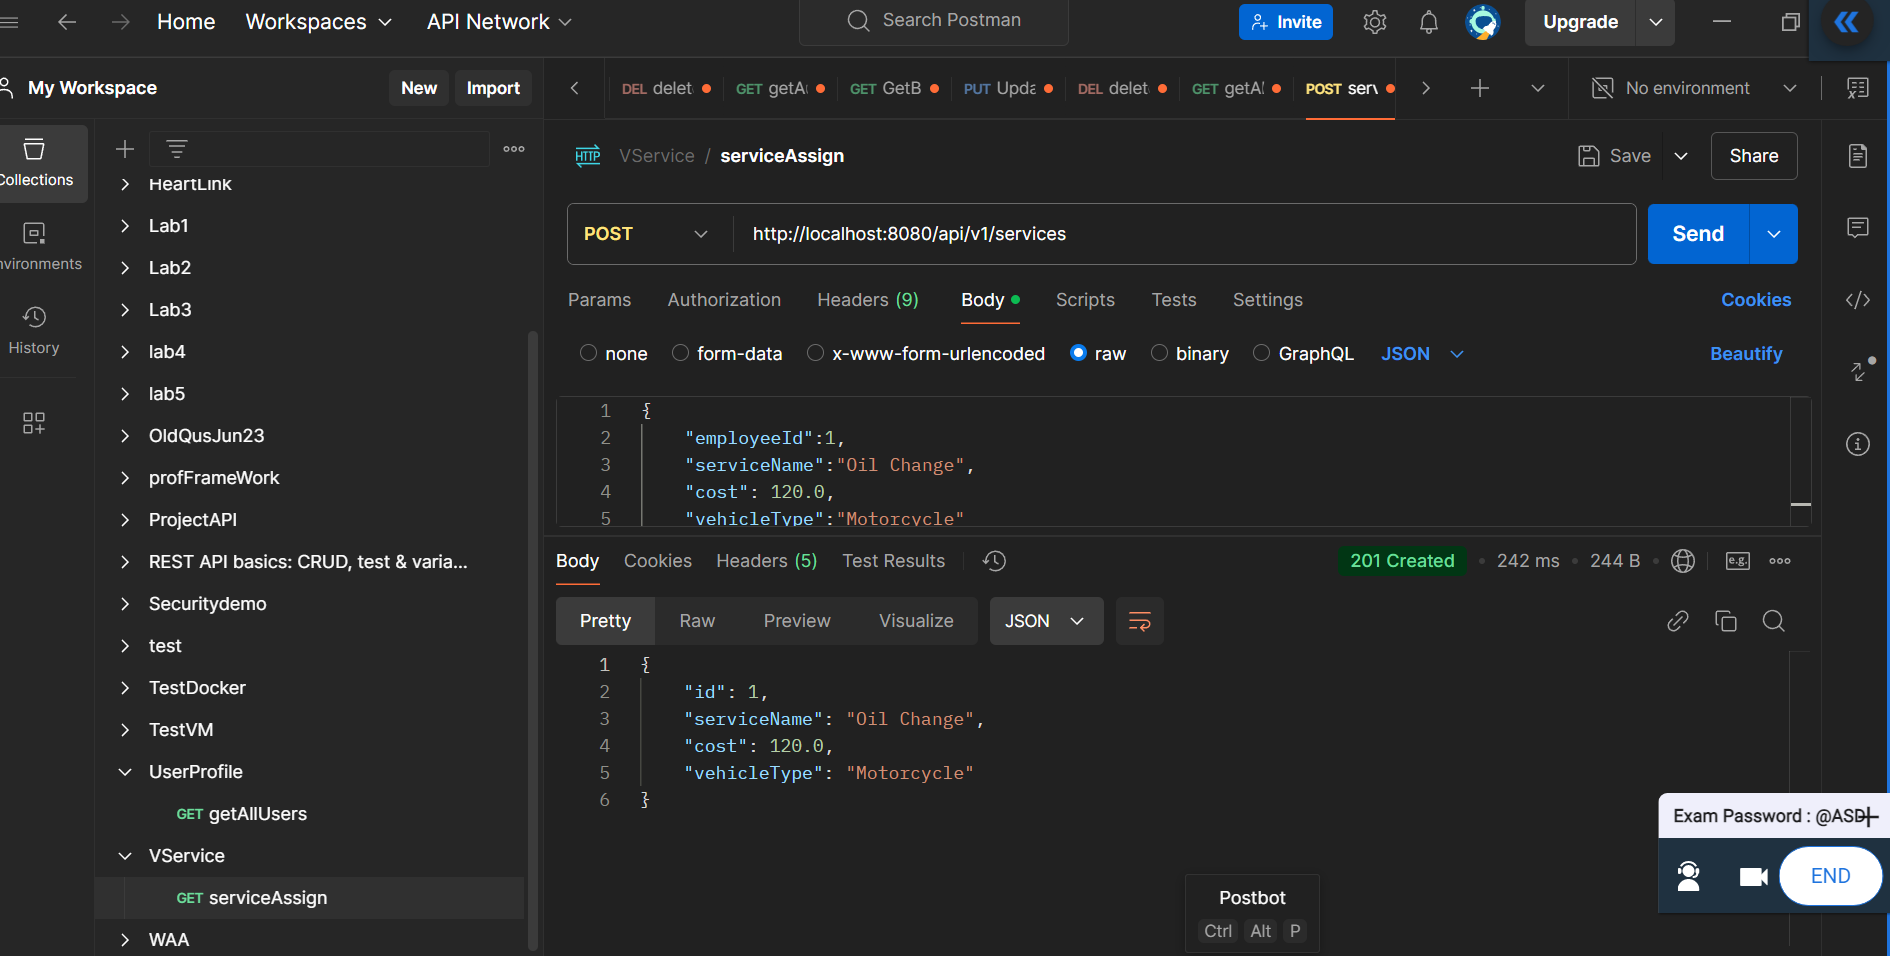 Home Workspaces API Network Search Postman Invite Upgrade
My Workspace New Import DEL delet GET getA GET GetB PUT Upda DEL delet GET getAl POST serv No environment
Collections
nvironments
History
HeartLink
Lab1
Lab2
Lab3
lab4
lab5
OldQusJun23
profFrameWork
ProjectAPI
REST API basics: CRUD, test & varia...
Securitydemo
test
TestDocker
TestVM
UserProfile
GET getAllUsers
VService
GET serviceAssign
WAA
HTTP VService / serviceAssign Save Share
POST http://localhost:8080/api/v1/services Send
Params Authorization Headers (9) Body Scripts Tests Settings Cookies
none form-data x-www-form-urlencoded raw binary GraphQL JSON Beautify
1 {
2 "employeeId":1,
3 "serviceName":"Oil Change",
4 "cost": 120.0,
5 "vehicleType":"Motorcycle"
Body Cookies Headers (5) Test Results 201 Created 242 ms 244 B e.g.
Pretty Raw Preview Visualize JSON
1 {
2 "id": 1,
3 "serviceName": "Oil Change",
4 "cost": 120.0,
5 "vehicleType": "Motorcycle"
6 }
Exam Password : @ASD
END
Postbot
Ctrl Alt P